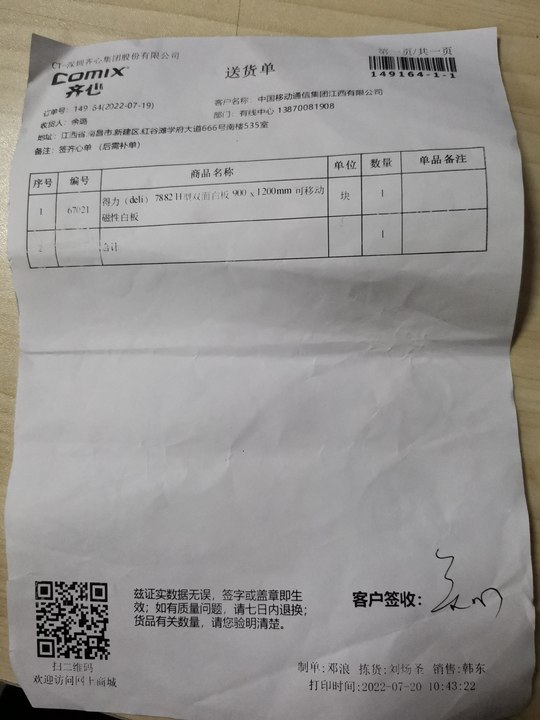 C1-深圳齐心集团股份有限公司
第一页/共一页
COMIX
齐心
送货单
149164-1-1
订单号: 149 64(2022-07-19)
客户名称: 中国移动通信集团江西有限公司
收货人: 余璐
部门: 有线中心 13870081908
地址: 江西省,南昌市,新建区,红谷滩学府大道666号南楼535室
备注: 签齐心单 (后需补单)
序号 编号 商品名称 单位 数量 单品备注
1 67021 得力 (deli) 7882 H型双面白板 900 x 1200mm 可移动 块 1
磁性白板
2 合计 1
兹证实数据无误，签字或盖章即生
效；如有质量问题，请七日内退换；
货品有关数量，请您验明清楚。
客户签收：
扫二维码
欢迎访问网上商城
制单:邓浪 拣货:刘炀圣 销售:韩东
打印时间:2022-07-20 10:43:22